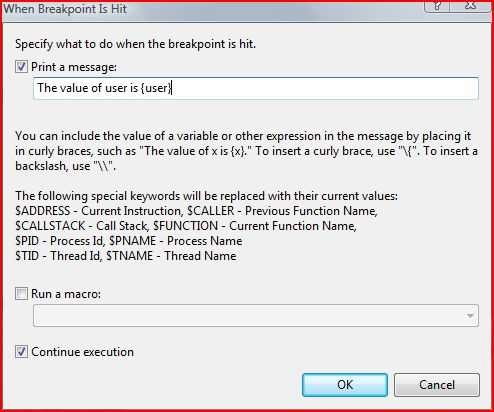 When Breakpoint Is Hit
Specify what to do when the breakpoint is hit.
Print a message:
The value of user is {user}
You can include the value of a variable or other expression in the message by placing it
in curly braces, such as "The value of x is {x}." To insert a curly brace, use "\{". To insert a
backslash, use "\\".
The following special keywords will be replaced with their current values:
$ADDRESS - Current Instruction, $CALLER - Previous Function Name,
$CALLSTACK - Call Stack, $FUNCTION - Current Function Name,
$PID - Process Id, $PNAME - Process Name
$TID - Thread Id, $TNAME - Thread Name
Run a macro:
Continue execution
OK
Cancel